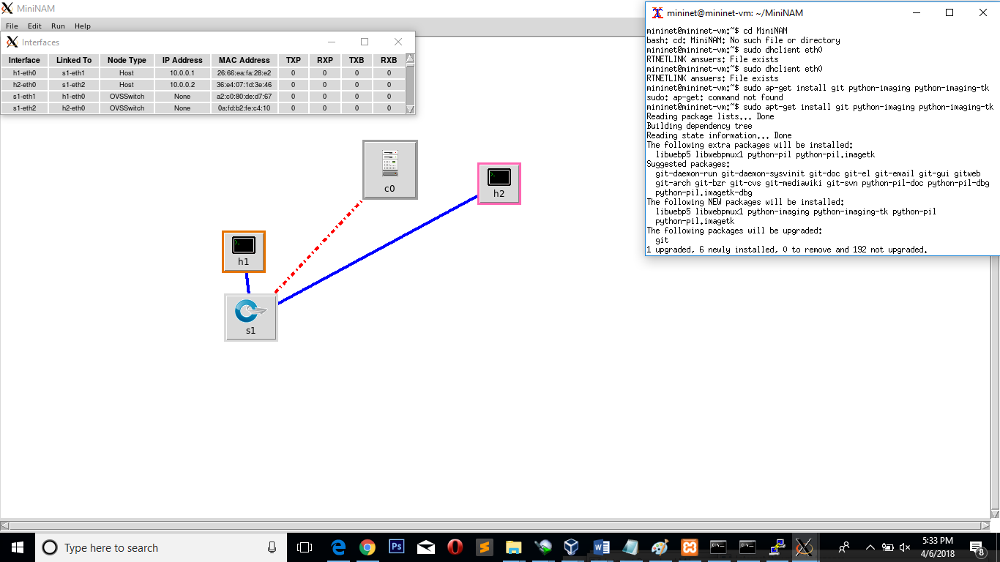 MiniNAM
File Edit Run Help
Interfaces
Interface Linked To Node Type IP Address MAC Address TXP RXP TXB RXB
h1-eth0 s1-eth1 Host 10.0.0.1 26:66:ea:fa:28:e2 0 0 0 0
h2-eth0 s1-eth2 Host 10.0.0.2 36:e4:07:1d:3e:46 0 0 0 0
s1-eth1 h1-eth0 OVSSwitch None a2:c0:80:de:d7:67 0 0 0 0
s1-eth2 h2-eth0 OVSSwitch None 0a:fd:b2:fe:c4:10 0 0 0 0
c0
h2
h1
s1
mininet@mininet-vm: ~/MiniNAM
mininet@mininet-vm:~$ cd MiniNAM
bash: cd: MiniNAM: No such file or directory
mininet@mininet-vm:~$ sudo dhclient eth0
RTNETLINK answers: File exists
mininet@mininet-vm:~$ sudo dhclient eth0
RTNETLINK answers: File exists
mininet@mininet-vm:~$ sudo ap-get install git python-imaging python-imaging-tk
sudo: ap-get: command not found
mininet@mininet-vm:~$ sudo apt-get install git python-imaging python-imaging-tk
Reading package lists... Done
Building dependency tree
Reading state information... Done
The following extra packages will be installed:
libwebp5 libwebpmux1 python-pil python-pil.imagetk
Suggested packages:
git-daemon-run git-daemon-sysvinit git-doc git-el git-email git-gui gitweb
git-arch git-bzr git-cvs git-mediawiki git-svn python-pil-doc python-pil-dbg
python-pil.imagetk-dbg
The following NEW packages will be installed:
libwebp5 libwebpmux1 python-imaging python-imaging-tk python-pil
python-pil.imagetk
The following packages will be upgraded:
git
1 upgraded, 6 newly installed, 0 to remove and 192 not upgraded.
Type here to search
Ps
5:33 PM
4/6/2018
8